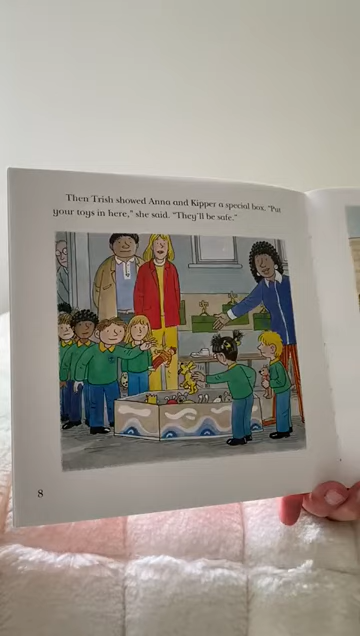 Then Trish showed Anna and Kipper a special box. "Put
your toys in here," she said. "They'll be safe."
8